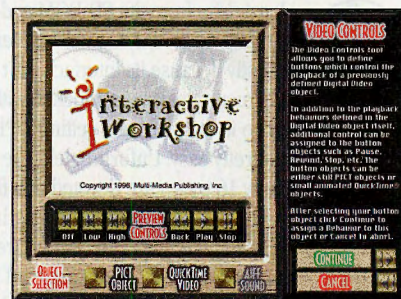 Interactive
Workshop
Copyright 1996, Multi-Media Publishing, Inc.
Off Low High PREVIEW CONTROLS Back Play Stop
OBJECT SELECTION
PICT OBJECT
QUICKTIME VIDEO
AIFF SOUND
VIDEO CONTROLS
The Video Controls tool
allows you to define
buttons which control the
playback of a previously
defined Digital Video
object.
In addition to the playback
behaviors defined in the
Digital Video object itself,
additional control can be
assigned to the button
objects such as Pause,
Rewind, Stop, etc. The
button objects can be
either still PICT objects or
small animated QuickTime
objects.
After selecting your button
object click Continue to
assign a Behavior to this
object or Cancel to abort.
CONTINUE
CANCEL